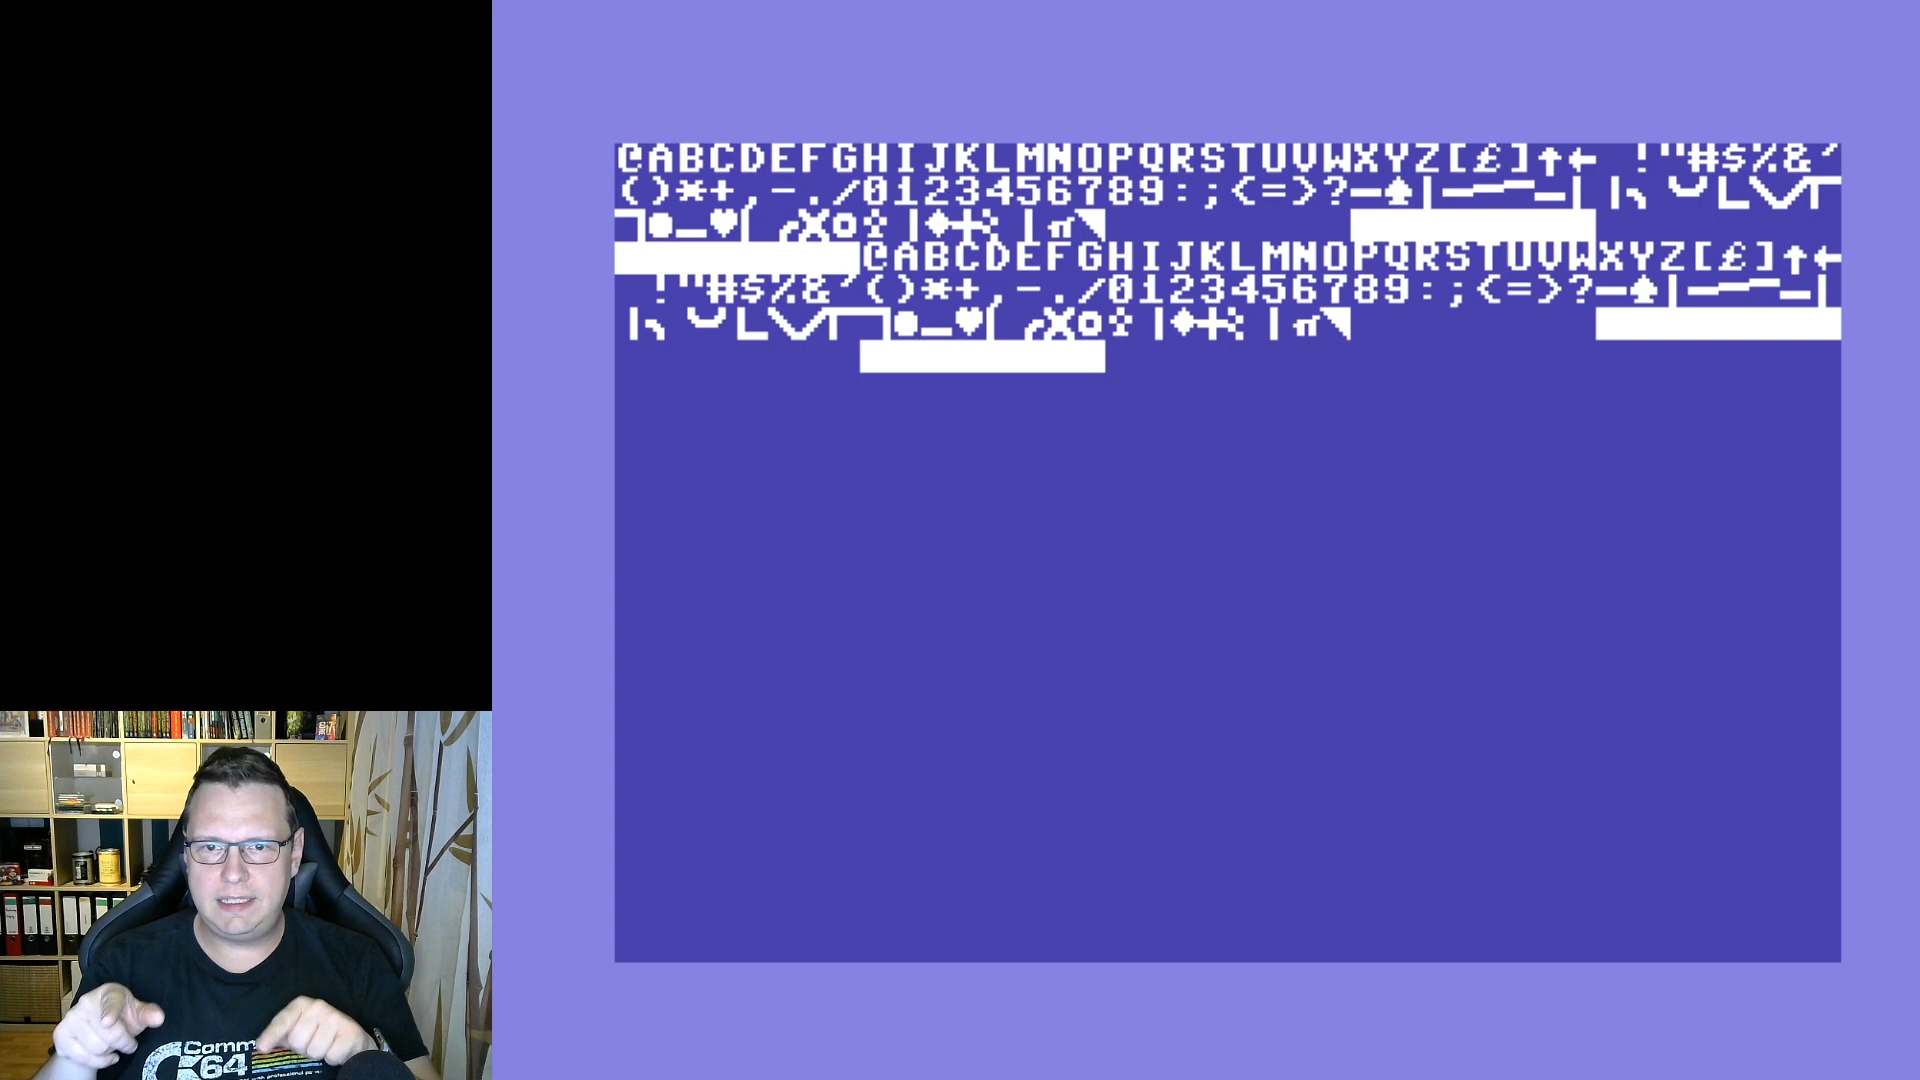 @ABCDEFGHIJKLMNOPQRSTUVWXYZ[£]↑← !"#$%&'
()*+,-./0123456789:;<=>?─♠│
●♥○♣♦┼│π◥
@ABCDEFGHIJKLMNOPQRSTUVWXYZ[£]↑←
!"#$%&'()*+,-./0123456789:;<=>?─♠│
●♥○♣♦┼│π◥
Comm
64